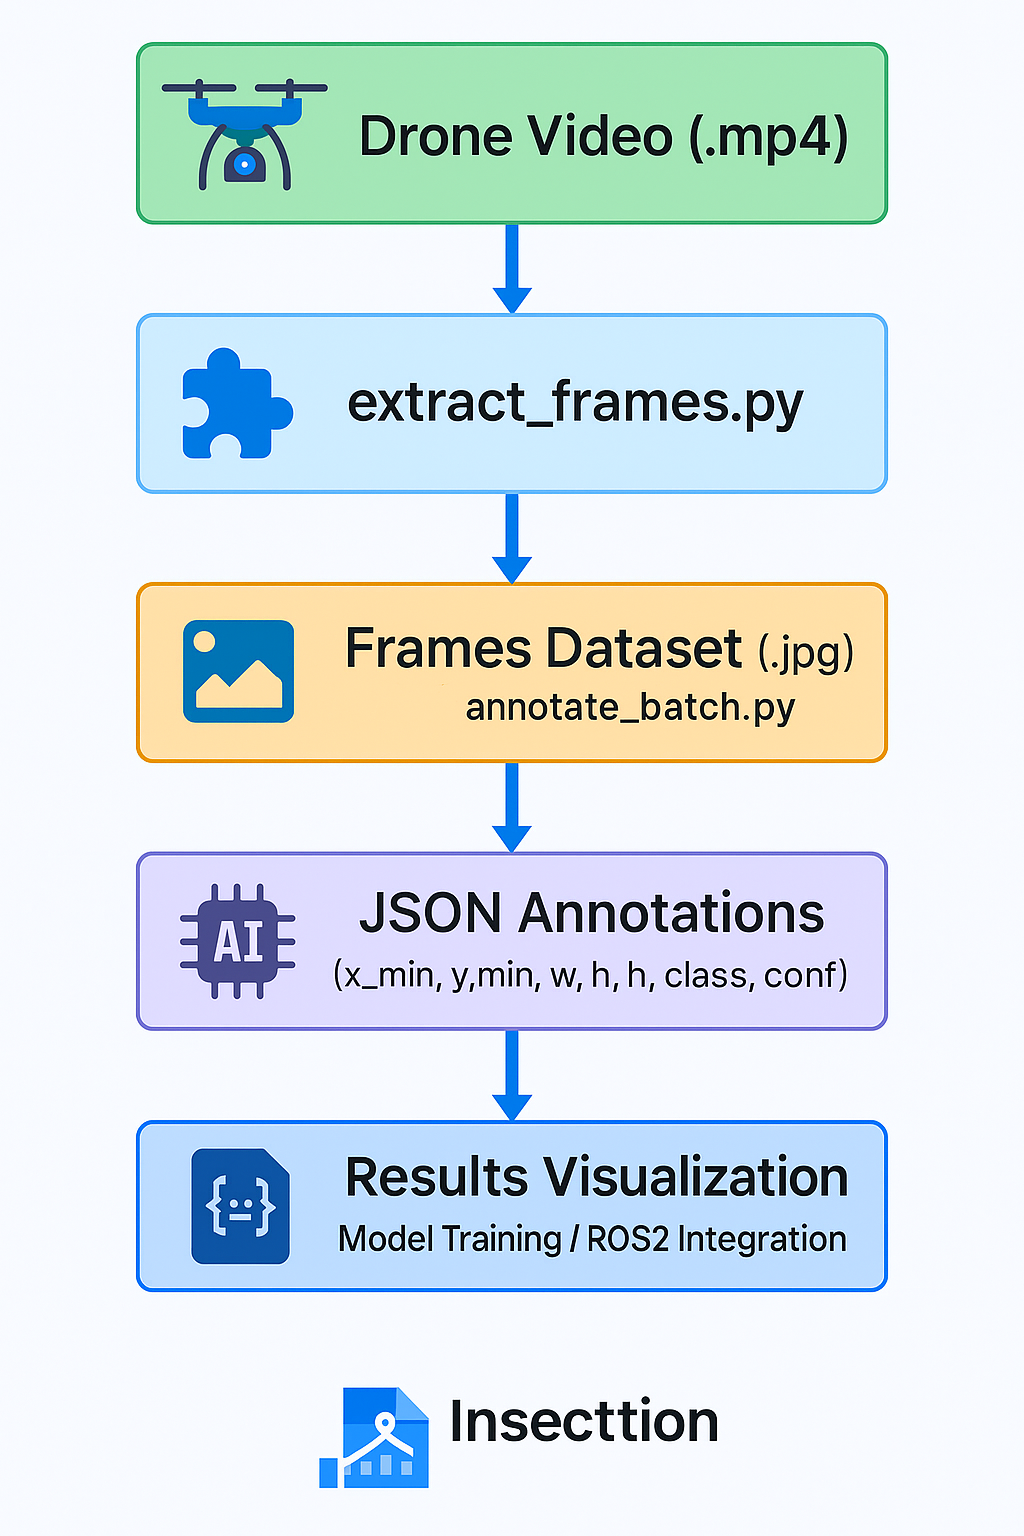 Drone Video (.mp4)
extract_frames.py
Frames Dataset (.jpg)
annotate_batch.py
AI
JSON Annotations
(x_min, y,min, w, h, h, class, conf)
Results Visualization
Model Training / ROS2 Integration
Insecttion